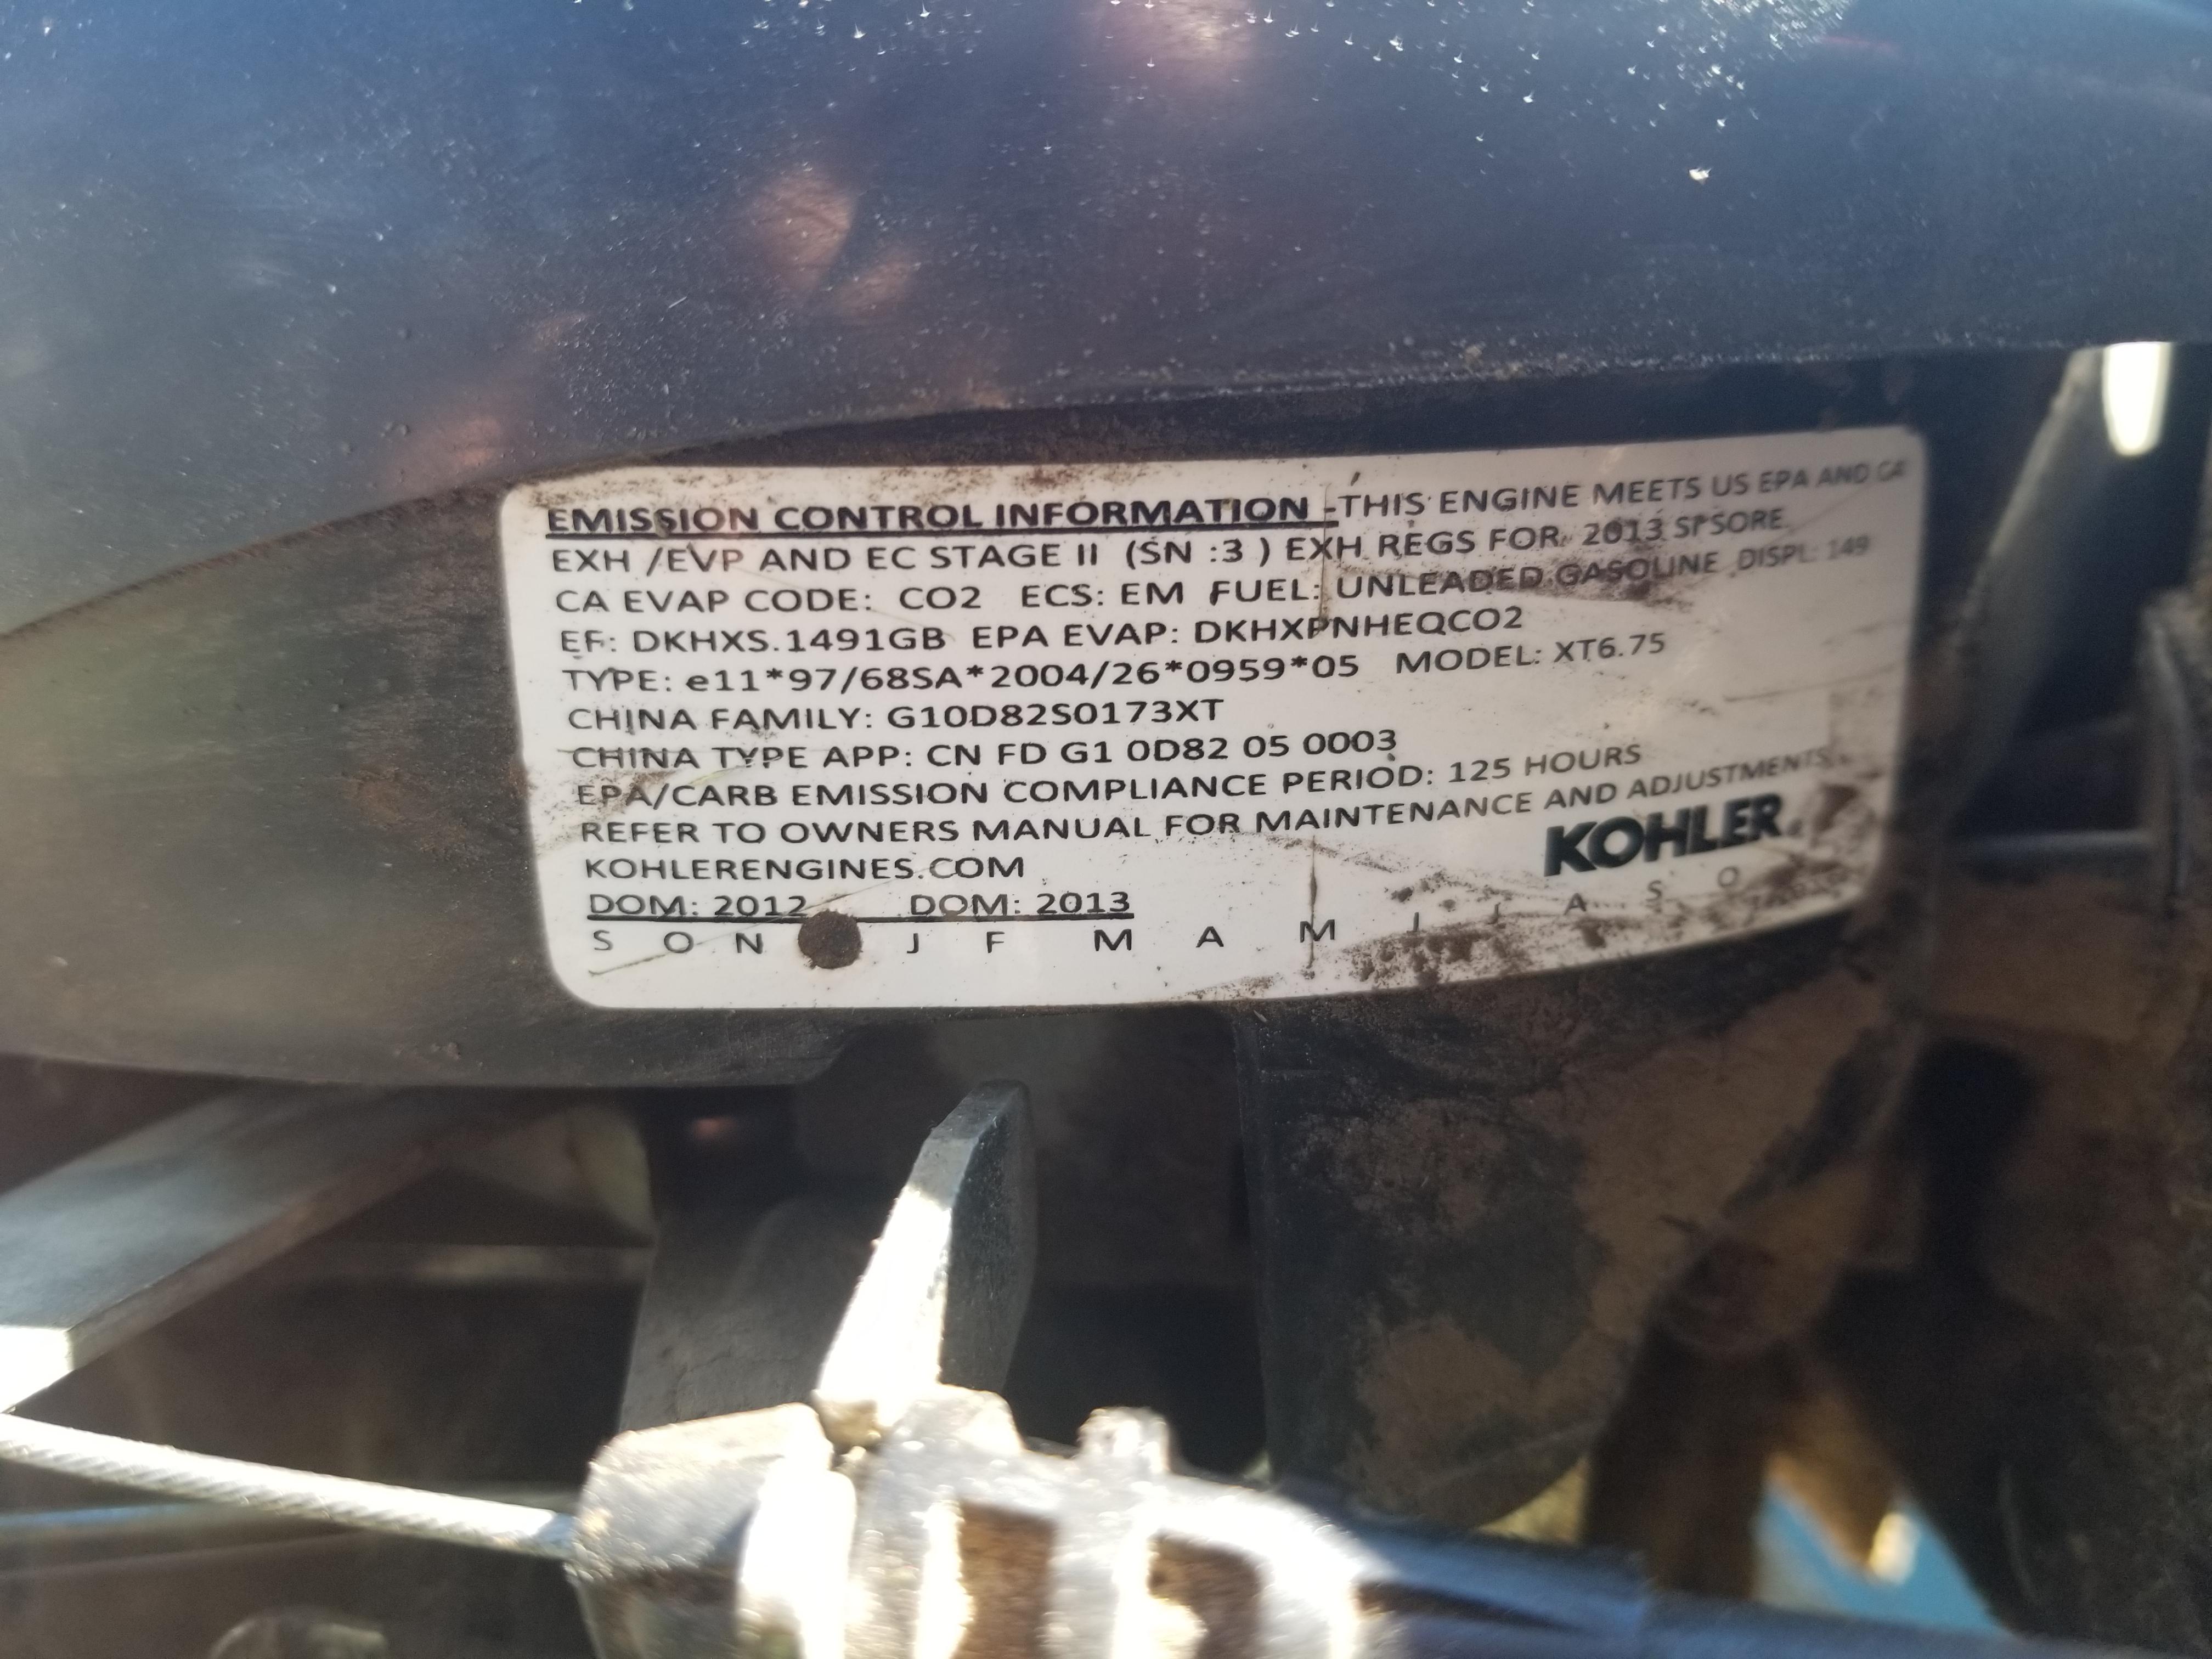 EMISSION CONTROL INFORMATION -THIS ENGINE MEETS US EPA AND CA
EXH /EVP AND EC STAGE II (SN :3 ) EXH REGS FOR 2013 SPSORE
CA EVAP CODE: CO2 ECS: EM FUEL: UNLEADED GASOLINE DISPL: 149
EF: DKHXS.1491GB EPA EVAP: DKHXPNHEQCO2
TYPE: e11*97/68SA*2004/26*0959*05 MODEL: XT6.75
CHINA FAMILY: G10D82S0173XT
CHINA TYPE APP: CN FD G1 0D82 05 0003
EPA/CARB EMISSION COMPLIANCE PERIOD: 125 HOURS
REFER TO OWNERS MANUAL FOR MAINTENANCE AND ADJUSTMENTS
KOHLERENGINES.COM
KOHLER
DOM: 2012 DOM: 2013
S O N J F M A M J J A S O